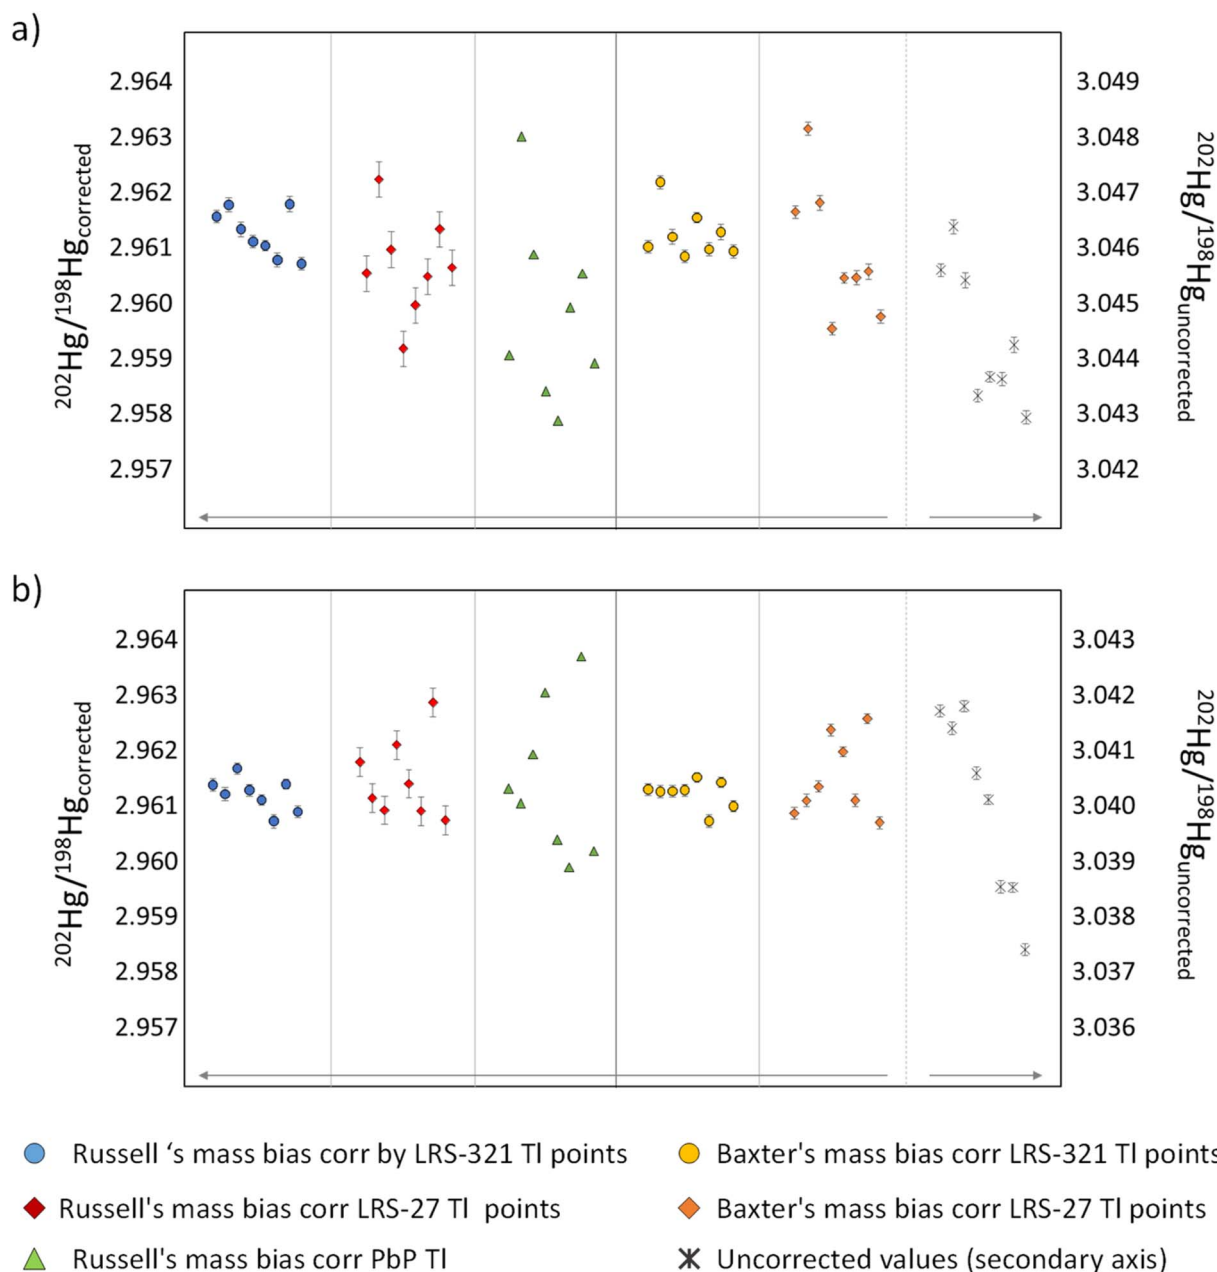 a)
2.964
2.963
2.962
2.961
2.960
2.959
2.958
2.957
202Hg/198Hgcorrected
3.049
3.048
3.047
3.046
3.045
3.044
3.043
3.042
202Hg/198Hguncorrected
b)
2.964
2.963
2.962
2.961
2.960
2.959
2.958
2.957
202Hg/198Hgcorrected
3.043
3.042
3.041
3.040
3.039
3.038
3.037
3.036
202Hg/198Hguncorrected
Russell ‘s mass bias corr by LRS-321 Tl points
Baxter's mass bias corr LRS-321 Tl points
Russell's mass bias corr LRS-27 Tl points
Baxter's mass bias corr LRS-27 Tl points
Russell's mass bias corr PbP Tl
Uncorrected values (secondary axis)